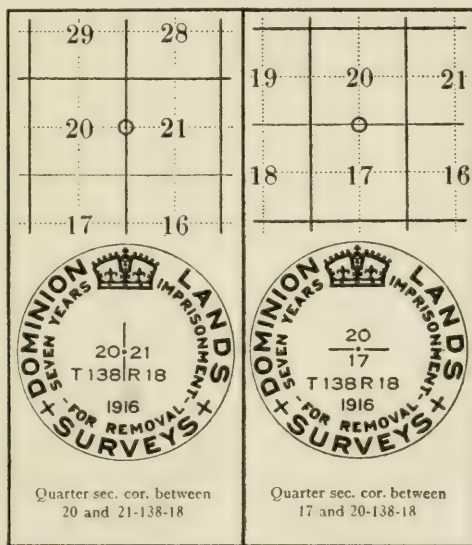 29 28
20 21
17 16
DOMINION LANDS SURVEYS
SEVEN YEARS IMPRISONMENT
-FOR REMOVAL-
20 21
T 138 R 18
1916
Quarter sec. cor. between
20 and 21-138-18
19 20 21
18 17 16
DOMINION LANDS SURVEYS
SEVEN YEARS IMPRISONMENT
-FOR REMOVAL-
20
17
T 138 R 18
1916
Quarter sec. cor. between
17 and 20-138-18